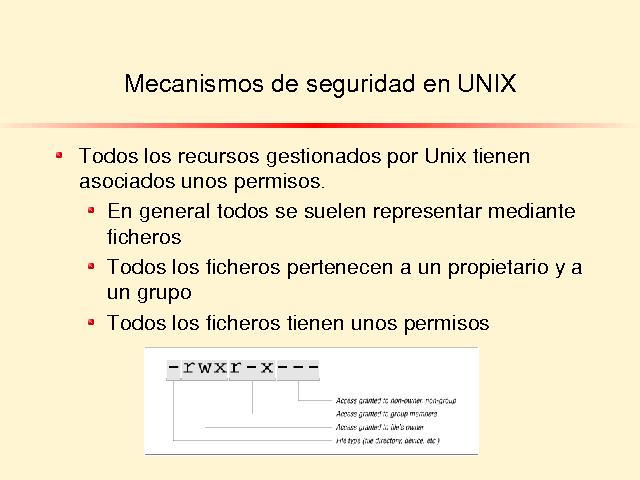 Mecanismos de seguridad en UNIX
Todos los recursos gestionados por Unix tienen
asociados unos permisos.
En general todos se suelen representar mediante
ficheros
Todos los ficheros pertenecen a un propietario y a
un grupo
Todos los ficheros tienen unos permisos
-rwxr-x---
Access granted to non-owner, non-group
Access granted to group members
Access granted to file's owner
File type (file directory, device, etc.)